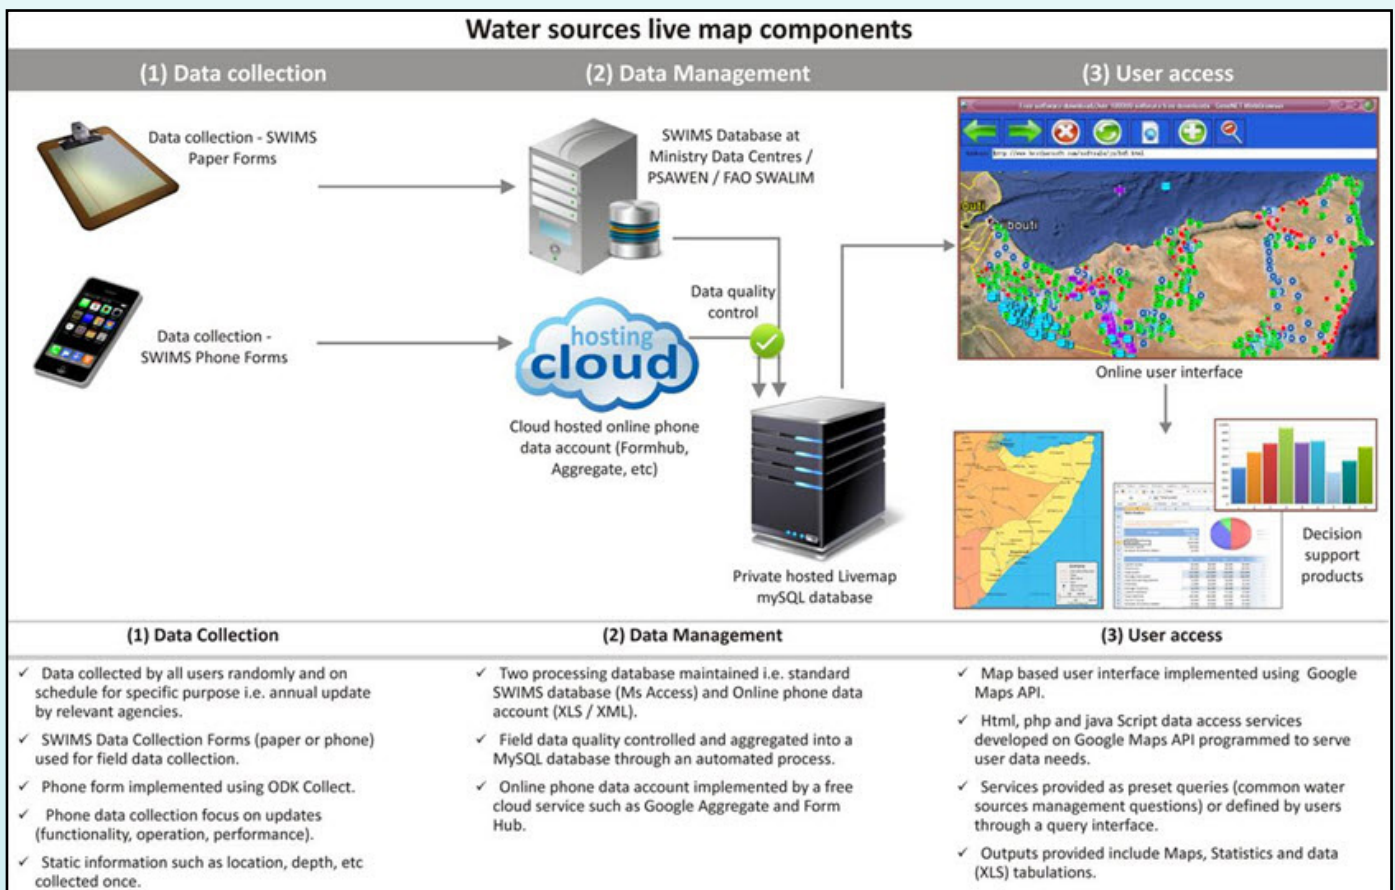 Water sources live map components
(1) Data collection
(2) Data Management
(3) User access
Data collection - SWIMS
Paper Forms
SWIMS Database at
Ministry Data Centres /
PSAWEN / FAO SWALIM
outi
bouti
Data collection -
SWIMS Phone Forms
Data quality
control
hosting
cloud
Cloud hosted online phone
data account (Formhub,
Aggregate, etc)
Private hosted Livemap
mySQL database
Online user interface
Decision
support
products
(1) Data Collection
✓ Data collected by all users randomly and on
schedule for specific purpose i.e. annual update
by relevant agencies.
✓ SWIMS Data Collection Forms (paper or phone)
used for field data collection.
✓ Phone form implemented using ODK Collect.
✓ Phone data collection focus on updates
(functionality, operation, performance).
✓ Static information such as location, depth, etc
collected once.
(2) Data Management
✓ Two processing database maintained i.e. standard
SWIMS database (Ms Access) and Online phone data
account (XLS / XML).
✓ Field data quality controlled and aggregated into a
MySQL database through an automated process.
✓ Online phone data account implemented by a free
cloud service such as Google Aggregate and Form
Hub.
(3) User access
✓ Map based user interface implemented using Google
Maps API.
✓ Html, php and java Script data access services
developed on Google Maps API programmed to serve
user data needs.
✓ Services provided as preset queries (common water
sources management questions) or defined by users
through a query interface.
✓ Outputs provided include Maps, Statistics and data
(XLS) tabulations.